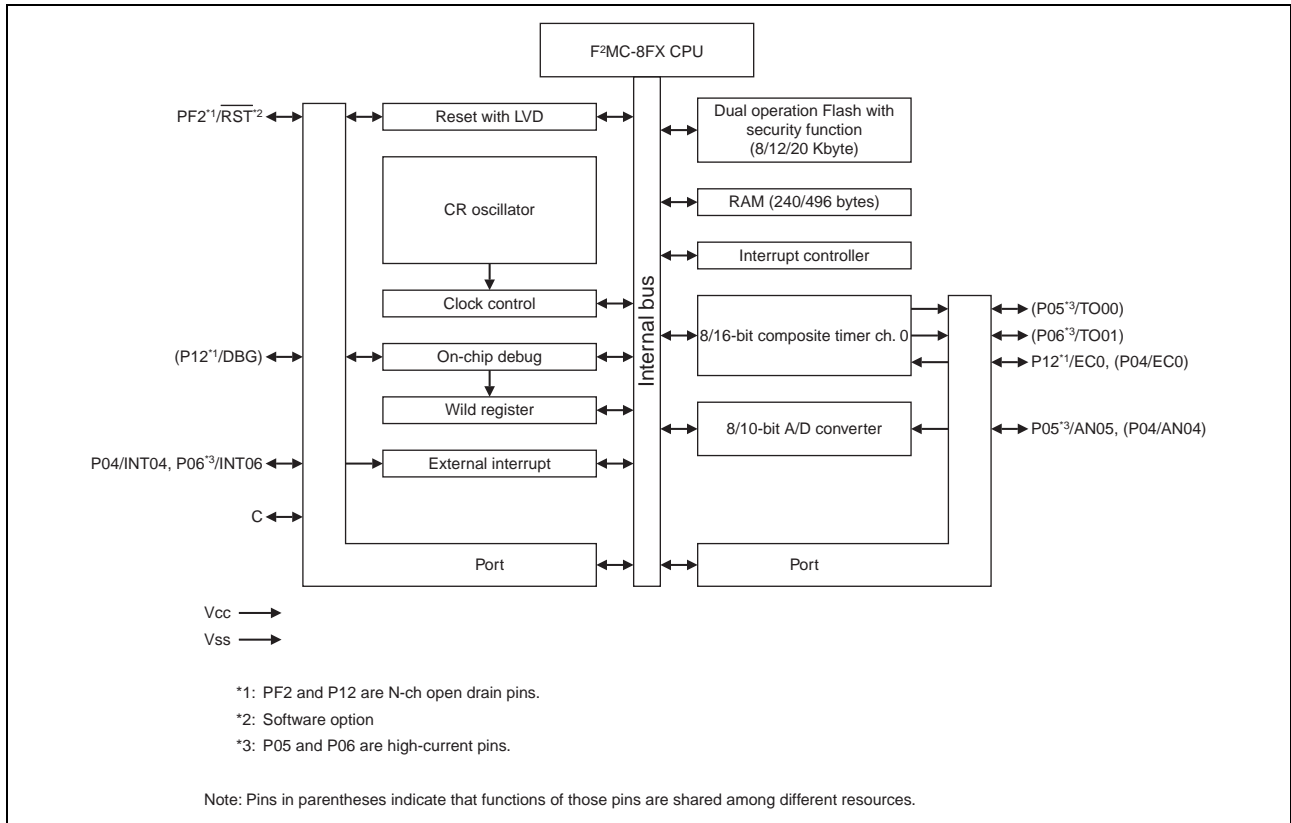 F²MC-8FX CPU
PF2*1/RST*2
Reset with LVD
Dual operation Flash with
security function
(8/12/20 Kbyte)
CR oscillator
RAM (240/496 bytes)
Interrupt controller
Clock control
Internal bus
8/16-bit composite timer ch. 0
(P05*3/TO00)
(P06*3/TO01)
P12*1/EC0, (P04/EC0)
(P12*1/DBG)
On-chip debug
Wild register
8/10-bit A/D converter
P05*3/AN05, (P04/AN04)
P04/INT04, P06*3/INT06
External interrupt
C
Port
Port
Vcc
Vss
*1: PF2 and P12 are N-ch open drain pins.
*2: Software option
*3: P05 and P06 are high-current pins.
Note: Pins in parentheses indicate that functions of those pins are shared among different resources.